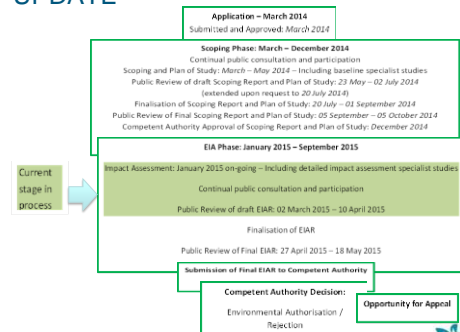 UPDATE
Application – March 2014
Submitted and Approved: March 2014
Scoping Phase: March – December 2014
Continual public consultation and participation
Scoping and Plan of Study: March – May 2014 – Including baseline specialist studies
Public Review of draft Scoping Report and Plan of Study: 23 May – 02 July 2014
(extended upon request to 20 July 2014)
Finalisation of Scoping Report and Plan of Study: 20 July – 01 September 2014
Public Review of Final Scoping Report and Plan of Study: 05 September – 05 October 2014
Competent Authority Approval of Scoping Report and Plan of Study: December 2014
EIA Phase: January 2015 – September 2015
Current
stage in
process
Impact Assessment: January 2015 on-going – Including detailed impact assessment specialist studies
Continual public consultation and participation
Public Review of draft EIAR: 02 March 2015 – 10 April 2015
Finalisation of EIAR
Public Review of Final EIAR: 27 April 2015 – 18 May 2015
Submission of Final EIAR to Competent Authority
Competent Authority Decision:
Environmental Authorisation /
Rejection
Opportunity for Appeal